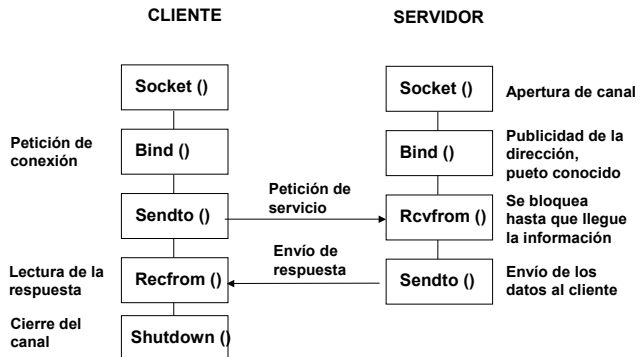 CLIENTE
SERVIDOR
Socket ()
Socket ()
Apertura de canal
Petición de
conexión
Bind ()
Bind ()
Publicidad de la
dirección,
pueto conocido
Sendto ()
Petición de
servicio
Rcvfrom ()
Se bloquea
hasta que llegue
la información
Lectura de la
respuesta
Recfrom ()
Envío de
respuesta
Sendto ()
Envío de los
datos al cliente
Cierre del
canal
Shutdown ()